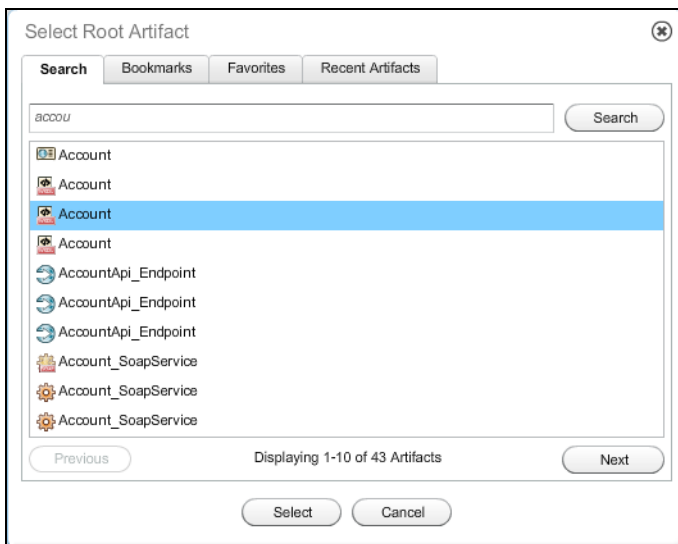 Select Root Artifact
Search Bookmarks Favorites Recent Artifacts
accou Search
Account
Account
Account
Account
AccountApi_Endpoint
AccountApi_Endpoint
AccountApi_Endpoint
Account_SoapService
Account_SoapService
Account_SoapService
Previous Displaying 1-10 of 43 Artifacts Next
Select Cancel